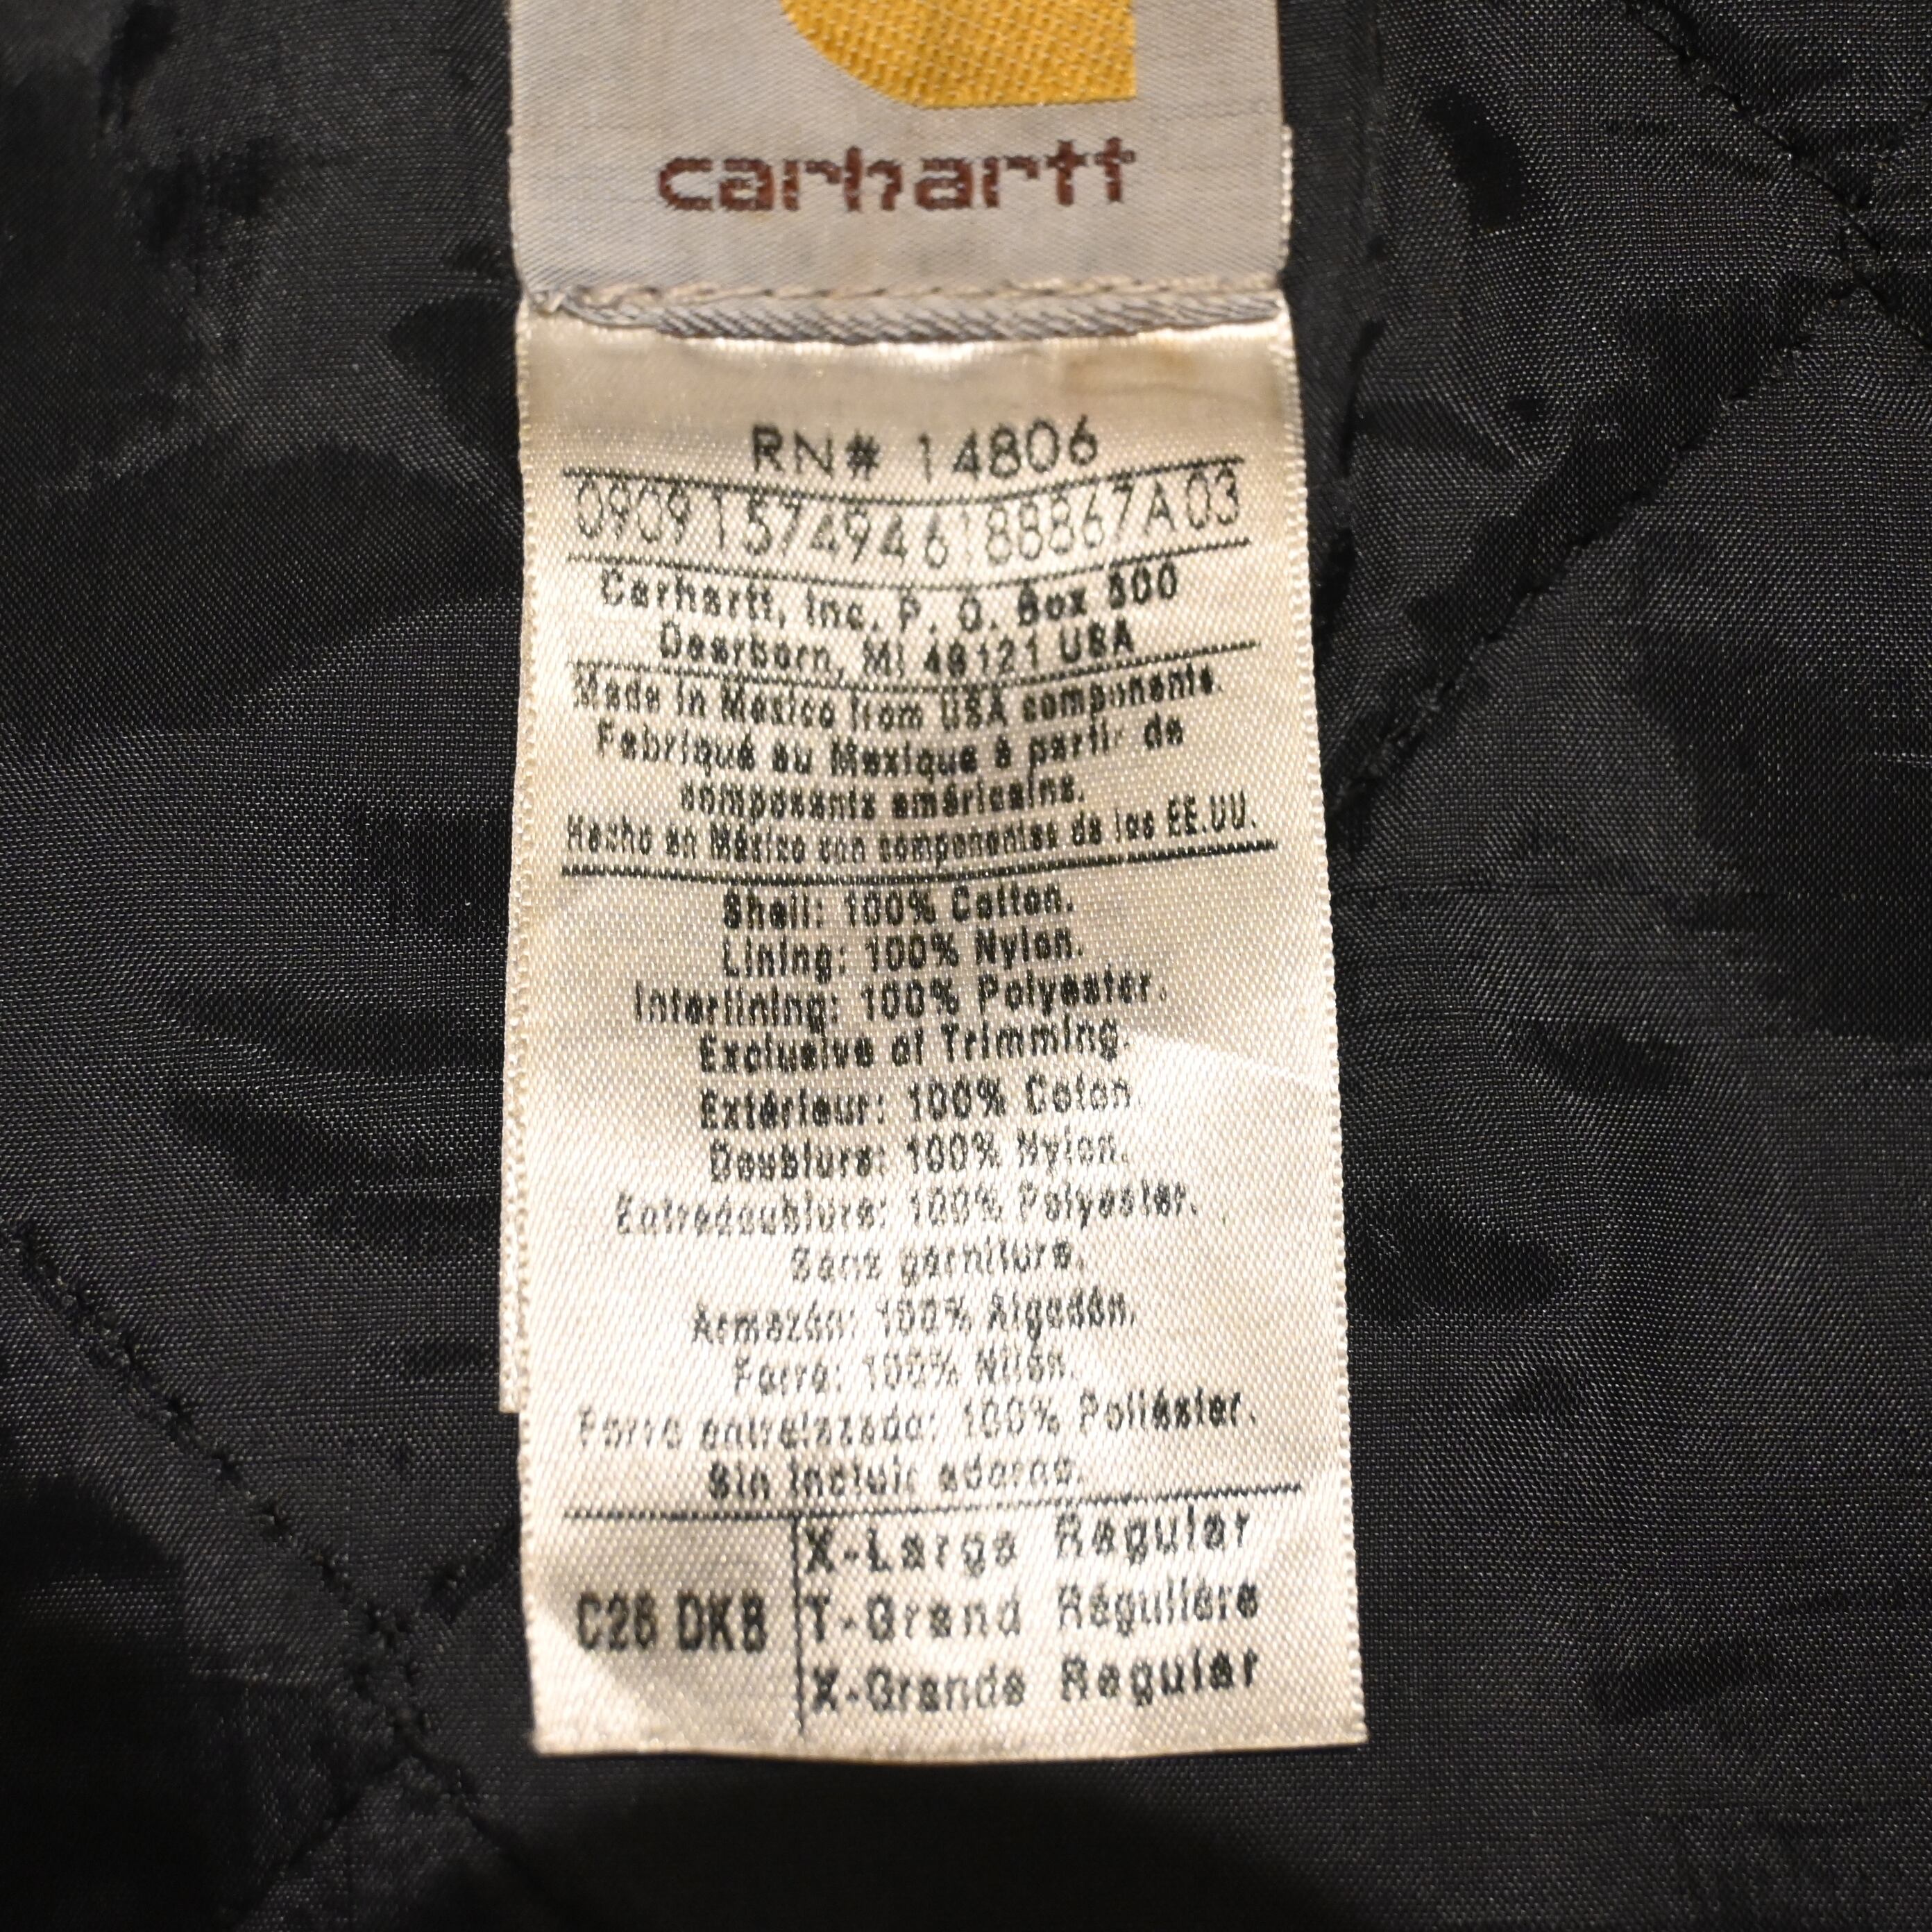 carhartt
RN# 14806
09091574946188867A03
Carhartt, Inc. P. O. Box 600
Dearborn, MI 48121 USA
Made in Mexico from USA components.
Fabriqué au Mexique à partir de
composants américains.
Hecho en México con componentes de los EE.UU.
Shell: 100% Cotton.
Lining: 100% Nylon.
Interlining: 100% Polyester.
Exclusive of Trimming.
Extérieur: 100% Coton.
Doublure: 100% Nylon.
Entredoublure: 100% Polyester.
Sans garniture.
Armazón: 100% Algodón.
Forro: 100% Nilón.
Forro entrelazado: 100% Poliéster.
Sin incluir adorno.
C26 DKB
X-Large Regular
T-Grand Régulière
X-Grande Regular